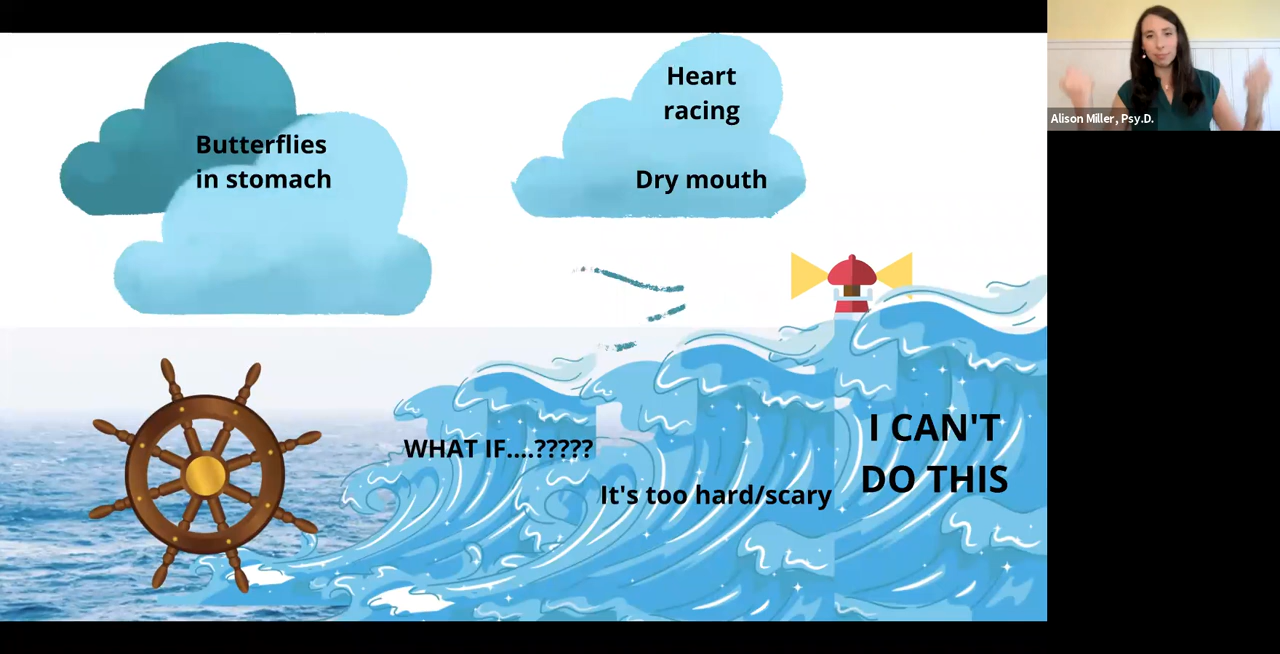 Butterflies
in stomach
Heart
racing
Dry mouth
Alison Miller, Psy.D.
WHAT IF....?????
It's too hard/scary
I CAN'T
DO THIS